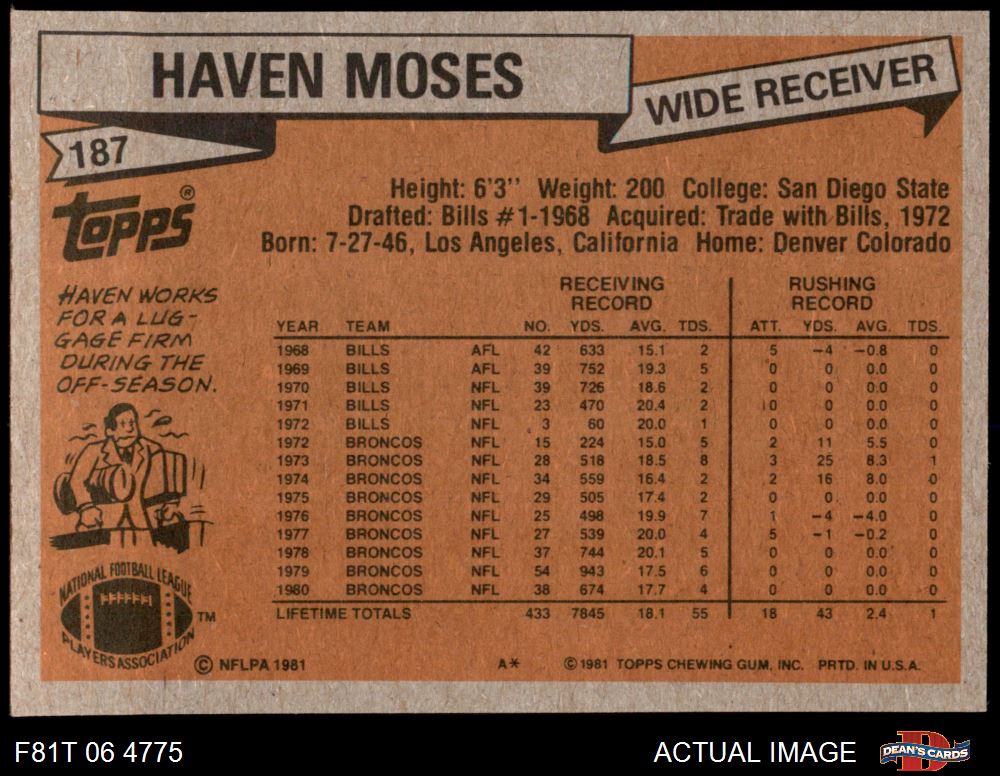 HAVEN MOSES
WIDE RECEIVER
187
topps®
Height: 6'3'' Weight: 200 College: San Diego State
Drafted: Bills #1-1968 Acquired: Trade with Bills, 1972
Born: 7-27-46, Los Angeles, California Home: Denver Colorado
HAVEN WORKS
FOR A LUG-
GAGE FIRM
DURING THE
OFF-SEASON.
RECEIVING RUSHING
RECORD RECORD
YEAR TEAM NO. YDS. AVG. TDS. ATT. YDS. AVG. TDS.
1968 BILLS AFL 42 633 15.1 2 5 -4 -0.8 0
1969 BILLS AFL 39 752 19.3 5 0 0 0.0 0
1970 BILLS NFL 39 726 18.6 2 0 0 0.0 0
1971 BILLS NFL 23 470 20.4 2 0 0 0.0 0
1972 BILLS NFL 3 60 20.0 1 0 0 0.0 0
1972 BRONCOS NFL 15 224 15.0 5 2 11 5.5 0
1973 BRONCOS NFL 28 518 18.5 8 3 25 8.3 1
1974 BRONCOS NFL 34 559 16.4 2 2 16 8.0 0
1975 BRONCOS NFL 29 505 17.4 2 0 0 0.0 0
1976 BRONCOS NFL 25 498 19.9 7 1 -4 -4.0 0
1977 BRONCOS NFL 27 539 20.0 4 5 -1 -0.2 0
1978 BRONCOS NFL 37 744 20.1 5 0 0 0.0 0
1979 BRONCOS NFL 54 943 17.5 6 0 0 0.0 0
1980 BRONCOS NFL 38 674 17.7 4 0 0 0.0 0
LIFETIME TOTALS 433 7845 18.1 55 18 43 2.4 1
NATIONAL FOOTBALL LEAGUE
PLAYERS ASSOCIATION
TM
© NFLPA 1981 A* © 1981 TOPPS CHEWING GUM, INC. PRTD. IN U.S.A.
F81T 06 4775 ACTUAL IMAGE DEAN'S CARDS